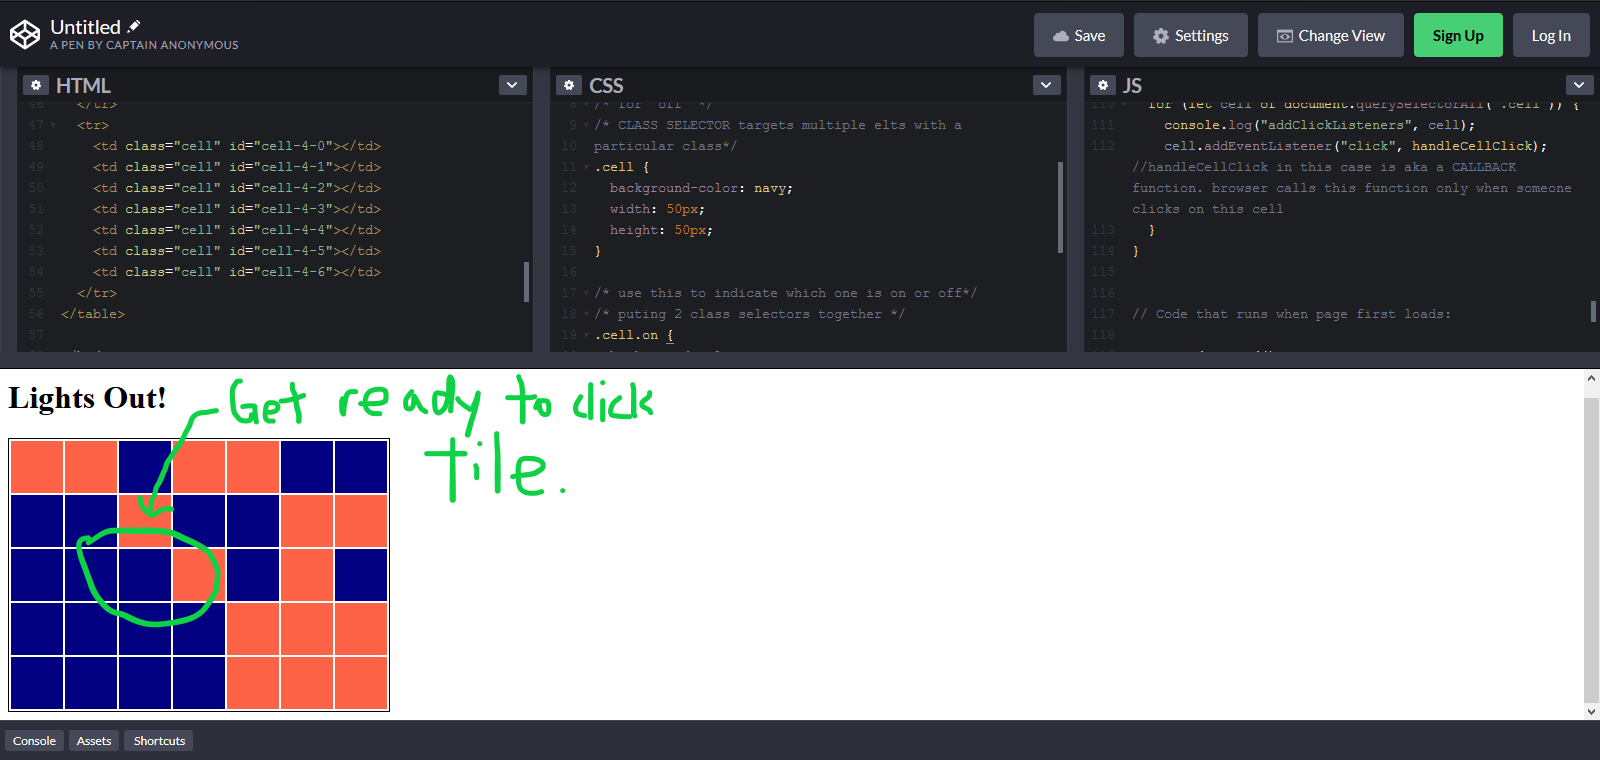 Untitled
A PEN BY CAPTAIN ANONYMOUS
Save
Settings
Change View
Sign Up
Log In
HTML
46 </tr>
47 <tr>
48 <td class="cell" id="cell-4-0"></td>
49 <td class="cell" id="cell-4-1"></td>
50 <td class="cell" id="cell-4-2"></td>
51 <td class="cell" id="cell-4-3"></td>
52 <td class="cell" id="cell-4-4"></td>
53 <td class="cell" id="cell-4-5"></td>
54 <td class="cell" id="cell-4-6"></td>
55 </tr>
56 </table>
57
CSS
8 /* for "off" */
9 /* CLASS SELECTOR targets multiple elts with a
10 particular class*/
11 .cell {
12 background-color: navy;
13 width: 50px;
14 height: 50px;
15 }
16
17 /* use this to indicate which one is on or off*/
18 /* puting 2 class selectors together */
19 .cell.on {
JS
110 for (let cell of document.querySelectorAll(".cell")) {
111 console.log("addClickListeners", cell);
112 cell.addEventListener("click", handleCellClick);
//handleCellClick in this case is aka a CALLBACK
function. browser calls this function only when someone
clicks on this cell
113 }
114 }
115
116
117 // Code that runs when page first loads:
118
Lights Out!
Get ready to click
tile.
Console
Assets
Shortcuts